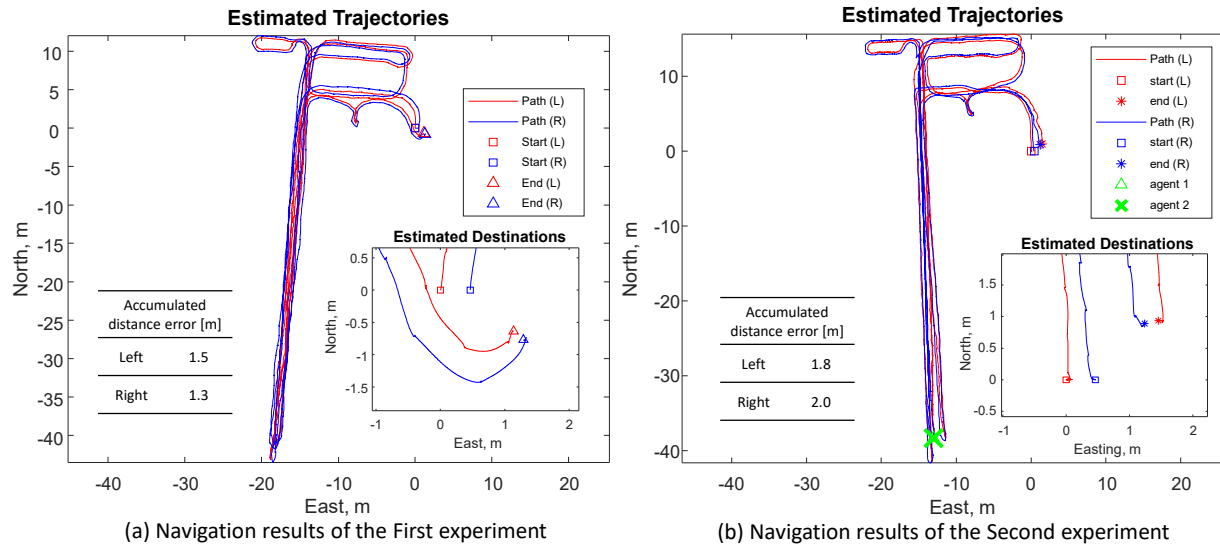 Estimated Trajectories
North, m
10
5
0
-5
-10
-15
-20
-25
-30
-35
-40
-40
-30
-20
-10
0
10
20
East, m
Path (L)
Path (R)
Start (L)
Start (R)
End (L)
End (R)
Accumulated
distance error [m]
Left 1.5
Right 1.3
Estimated Destinations
North, m
0.5
0
-0.5
-1
-1.5
-1
0
1
2
East, m
(a) Navigation results of the First experiment
Estimated Trajectories
North, m
15
10
5
0
-5
-10
-15
-20
-25
-30
-35
-40
-40
-30
-20
-10
0
10
20
East, m
Path (L)
start (L)
end (L)
Path (R)
start (R)
end (R)
agent 1
agent 2
Accumulated
distance error [m]
Left 1.8
Right 2.0
Estimated Destinations
North, m
1.5
1
0.5
0
-0.5
-1
0
1
2
Easting, m
(b) Navigation results of the Second experiment